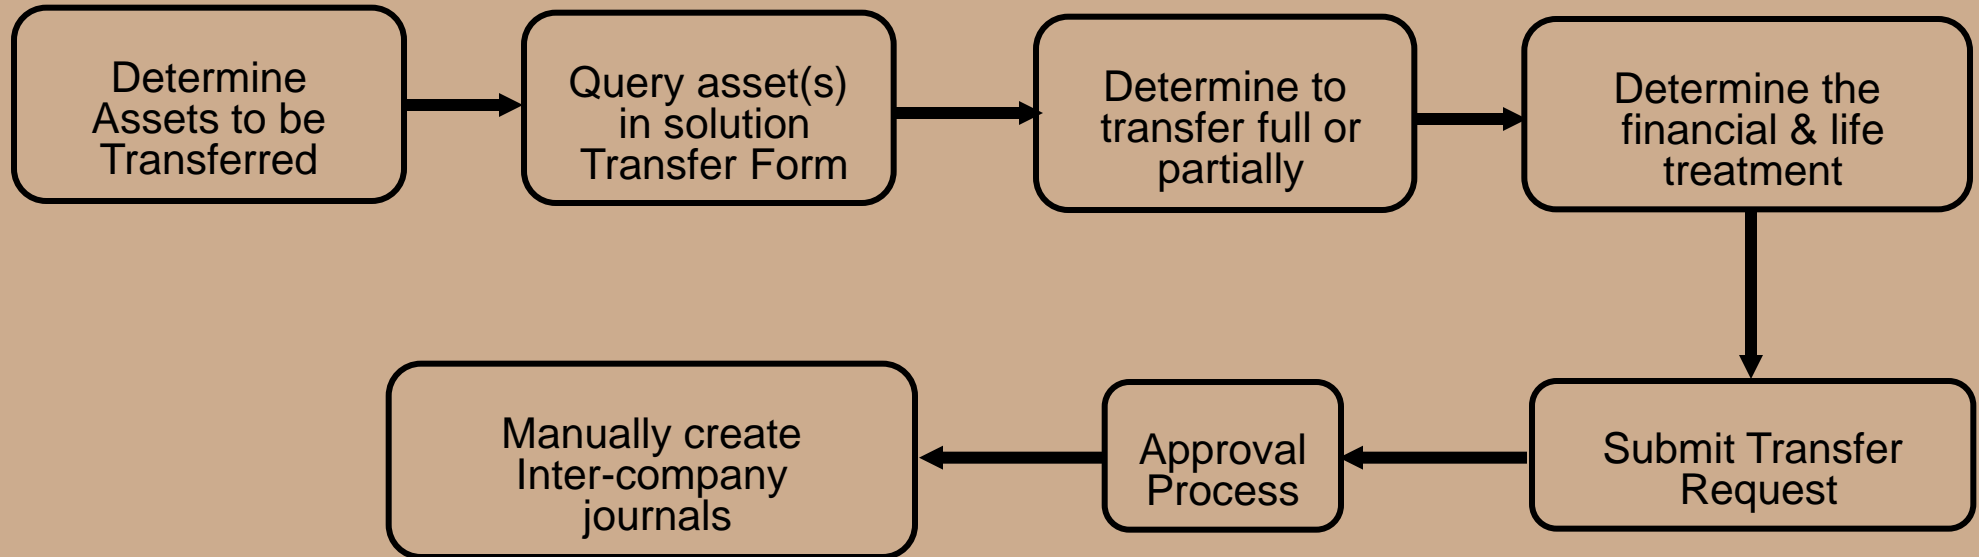 Determine
Assets to be
Transferred
Query asset(s)
in solution
Transfer Form
Determine to
transfer full or
partially
Determine the
financial & life
treatment
Submit Transfer
Request
Approval
Process
Manually create
Inter-company
journals